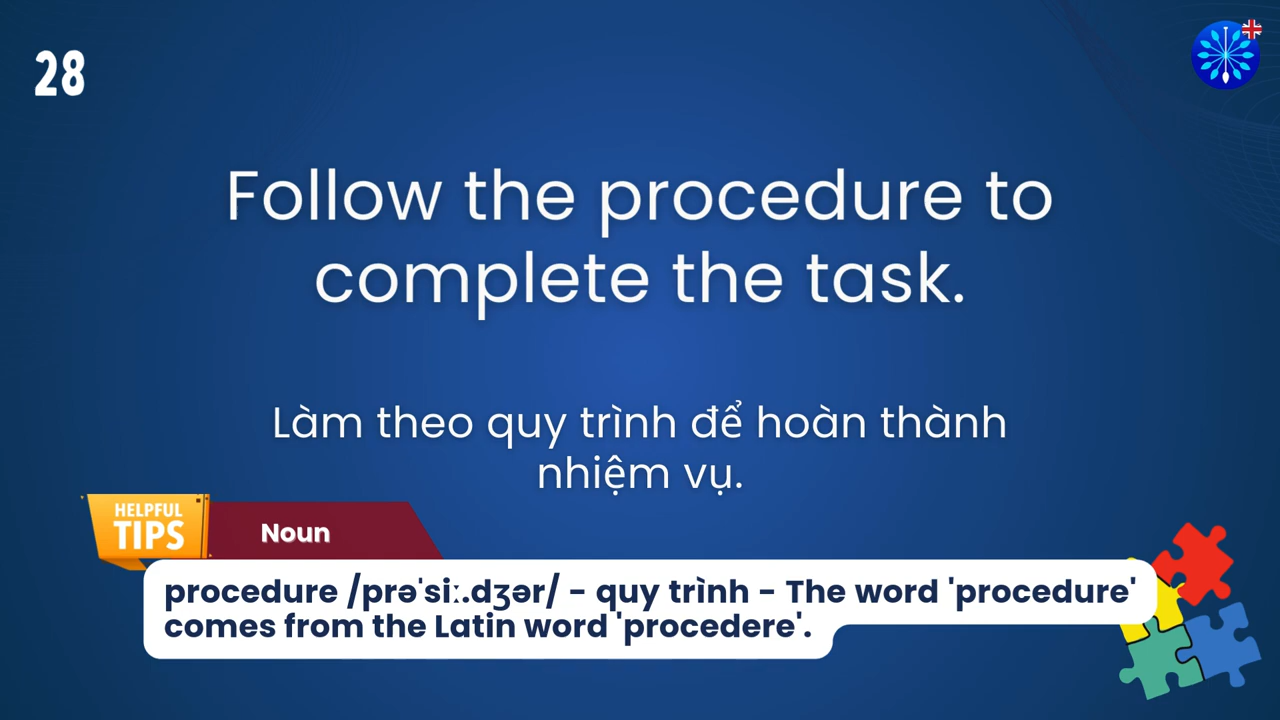 28
Follow the procedure to
complete the task.
Làm theo quy trình để hoàn thành
nhiệm vụ.
HELPFUL
TIPS
Noun
procedure /prəˈsiː.dʒər/ - quy trình - The word 'procedure'
comes from the Latin word 'procedere'.